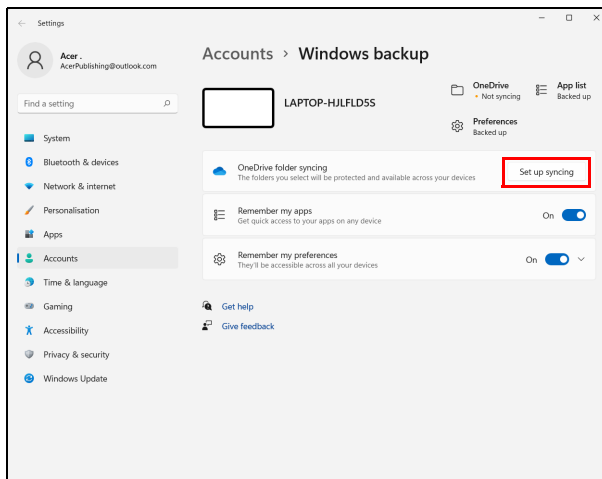 Settings
Acer .
AcerPublishing@outlook.com
Find a setting
System
Bluetooth & devices
Network & internet
Personalisation
Apps
Accounts
Time & language
Gaming
Accessibility
Privacy & security
Windows Update
Accounts > Windows backup
LAPTOP-HJLFLD5S
OneDrive
• Not syncing
App list
Backed up
Preferences
Backed up
OneDrive folder syncing
The folders you select will be protected and available across your devices
Set up syncing
Remember my apps
Get quick access to your apps on any device
On
Remember my preferences
They'll be accessible across all your devices
On
Get help
Give feedback